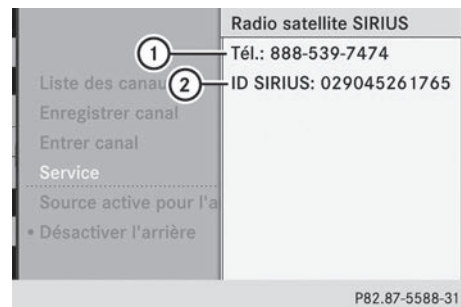 Radio satellite SIRIUS
1
Tél.: 888-539-7474
Liste des canau
2
ID SIRIUS: 029045261765
Enregistrer canal
Entrer canal
Service
Source active pour l'a
• Désactiver l'arrière
P82.87-5588-31